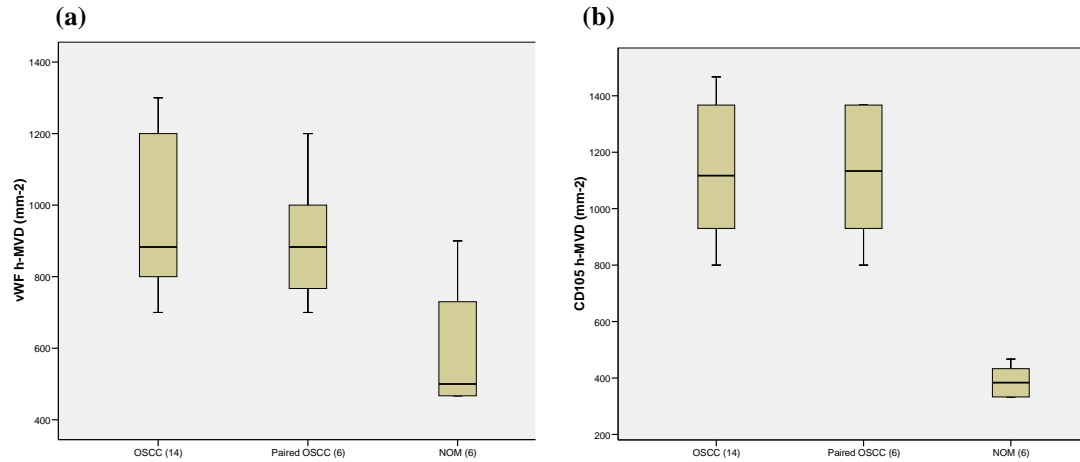 (a)
vWF h-MVD (mm-2)
1400
1200
1000
800
600
400
OSCC (14)
Paired OSCC (6)
NOM (6)
(b)
CD105 h-MVD (mm-2)
1400
1200
1000
800
600
400
200
OSCC (14)
Paired OSCC (6)
NOM (6)